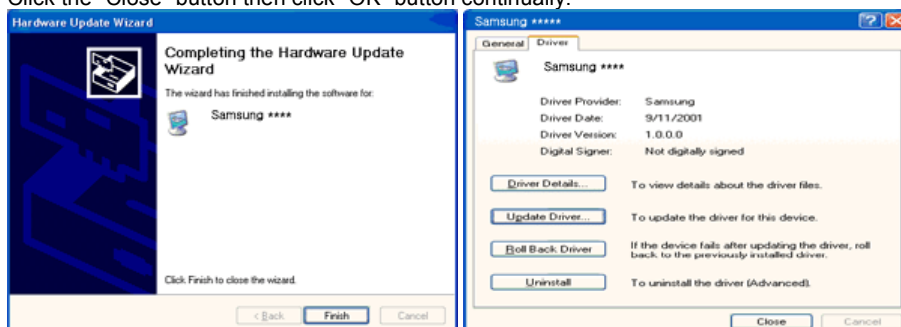 Click the "Close" button then click "OK" button continually.
Hardware Update Wizard
Completing the Hardware Update
Wizard
The wizard has finished installing the software for:
Samsung ****
Click Finish to close the wizard.
< Back
Finish
Cancel
Samsung *****
General
Driver
Samsung ****
Driver Provider:
Samsung
Driver Date:
9/11/2001
Driver Version:
1.0.0.0
Digital Signer:
Not digitally signed
Driver Details...
To view details about the driver files.
Update Driver...
To update the driver for this device.
Roll Back Driver
If the device fails after updating the driver, roll
back to the previously installed driver.
Uninstall
To uninstall the driver (Advanced).
Close
Cancel